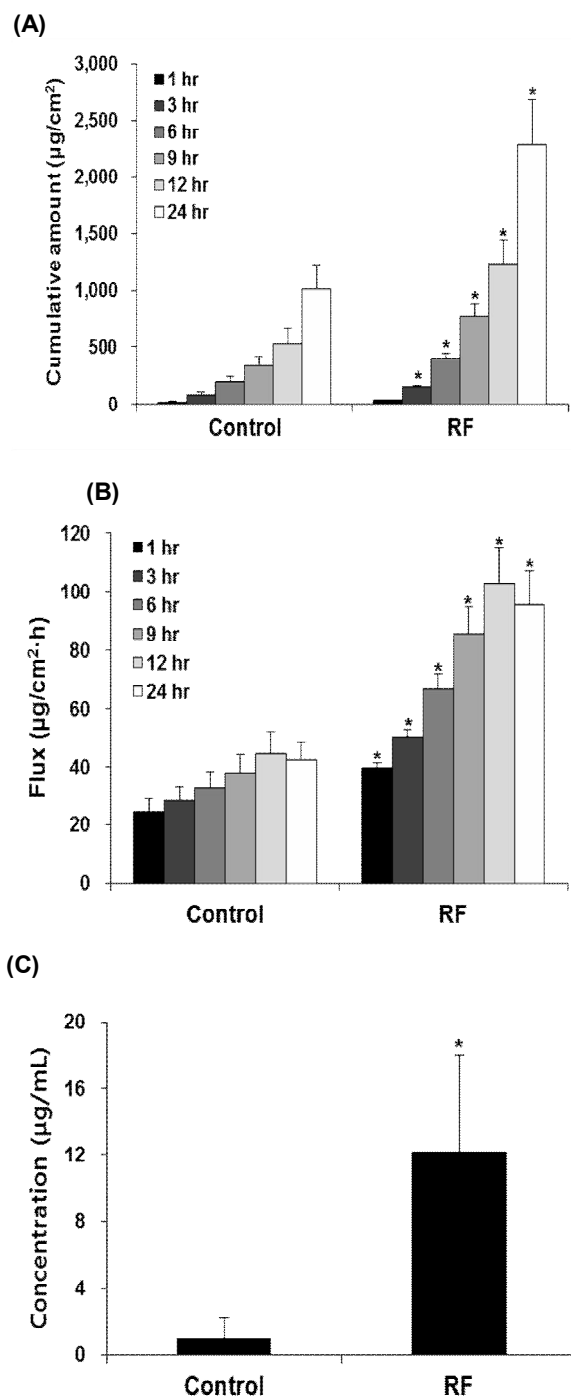 (A)
Cumulative amount (µg/cm²)
3,000
2,500
2,000
1,500
1,000
500
0
1 hr
3 hr
6 hr
9 hr
12 hr
24 hr
*
*
*
*
*
Control
RF
(B)
Flux (µg/cm²·h)
120
100
80
60
40
20
0
1 hr
3 hr
6 hr
9 hr
12 hr
24 hr
*
*
*
*
*
*
Control
RF
(C)
Concentration (µg/mL)
20
16
12
8
4
0
*
Control
RF